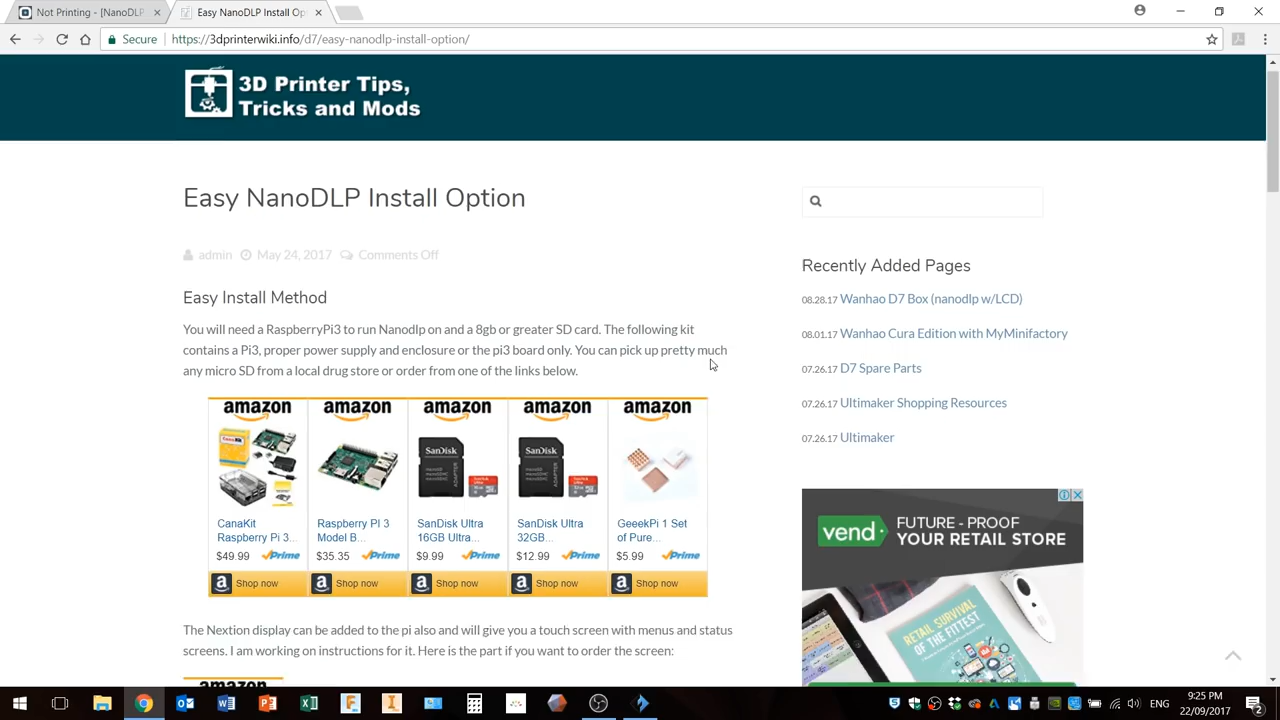 Not Printing - [NanoDLP
Easy NanoDLP Install Op
Secure
https://3dprinterwiki.info/d7/easy-nanodlp-install-option/
3D Printer Tips,
Tricks and Mods
Easy NanoDLP Install Option
admin May 24, 2017 Comments Off
Easy Install Method
You will need a RaspberryPi3 to run Nanodlp on and a 8gb or greater SD card. The following kit
contains a Pi3, proper power supply and enclosure or the pi3 board only. You can pick up pretty much
any micro SD from a local drug store or order from one of the links below.
amazon amazon amazon amazon amazon
SanDisk SanDisk
CanaKit
Raspberry Pi 3...
$49.99 Prime
Shop now
Raspberry PI 3
Model B...
$35.35 Prime
Shop now
SanDisk Ultra
16GB Ultra...
$9.99 Prime
Shop now
SanDisk Ultra
32GB...
$12.99 Prime
Shop now
GeeekPi 1 Set
of Pure...
$5.99 Prime
Shop now
The Nextion display can be added to the pi also and will give you a touch screen with menus and status
screens. I am working on instructions for it. Here is the part if you want to order the screen:
amazon
Recently Added Pages
08.28.17 Wanhao D7 Box (nanodlp w/LCD)
08.01.17 Wanhao Cura Edition with MyMinifactory
07.26.17 D7 Spare Parts
07.26.17 Ultimaker Shopping Resources
07.26.17 Ultimaker
vend
FUTURE - PROOF
YOUR RETAIL STORE
RETAIL SURVIVAL
OF THE
FITTEST
ENG
9:25 PM
22/09/2017